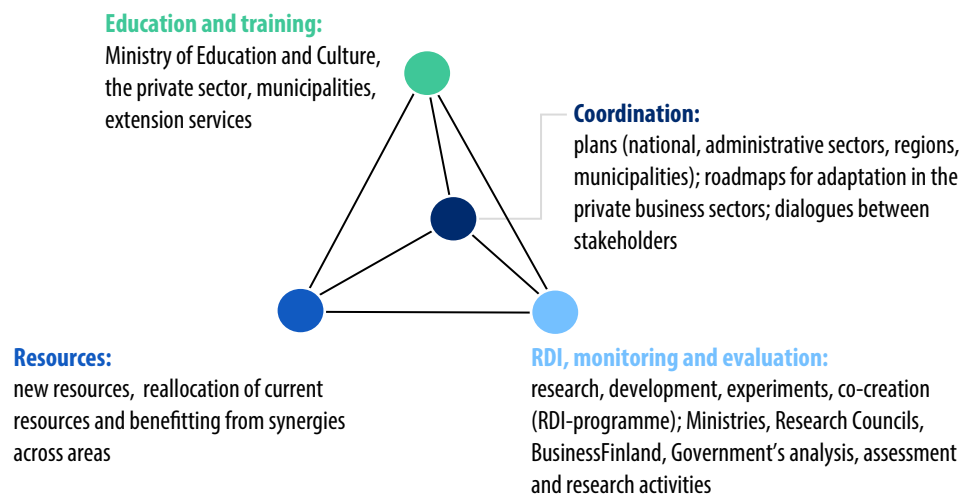 Education and training:
Ministry of Education and Culture,
the private sector, municipalities,
extension services
Coordination:
plans (national, administrative sectors, regions,
municipalities); roadmaps for adaptation in the
private business sectors; dialogues between
stakeholders
Resources:
new resources, reallocation of current
resources and benefitting from synergies
across areas
RDI, monitoring and evaluation:
research, development, experiments, co-creation
(RDI-programme); Ministries, Research Councils,
BusinessFinland, Government's analysis, assessment
and research activities